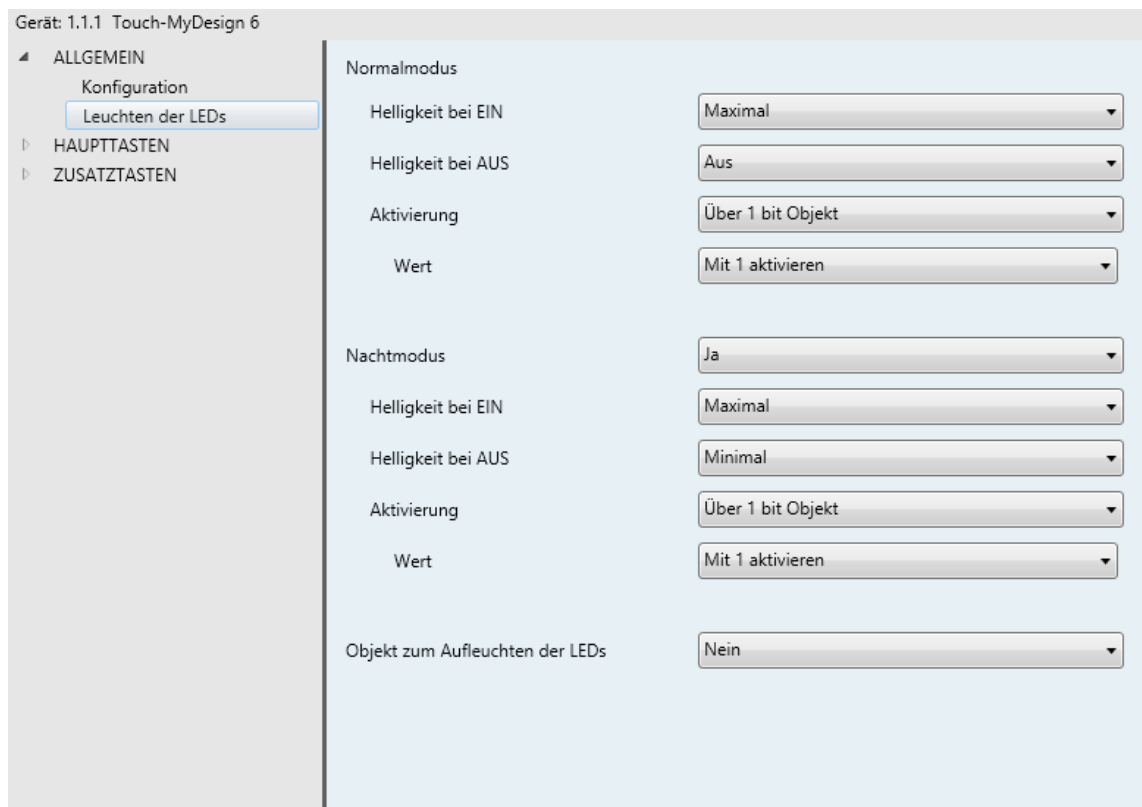 Gerät: 1.1.1 Touch-MyDesign 6
ALLGEMEIN
Konfiguration
Leuchten der LEDs
HAUPTTASTEN
ZUSATZTASTEN
Normalmodus
Helligkeit bei EIN Maximal
Helligkeit bei AUS Aus
Aktivierung Über 1 bit Objekt
Wert Mit 1 aktivieren
Nachtmodus Ja
Helligkeit bei EIN Maximal
Helligkeit bei AUS Minimal
Aktivierung Über 1 bit Objekt
Wert Mit 1 aktivieren
Objekt zum Aufleuchten der LEDs Nein